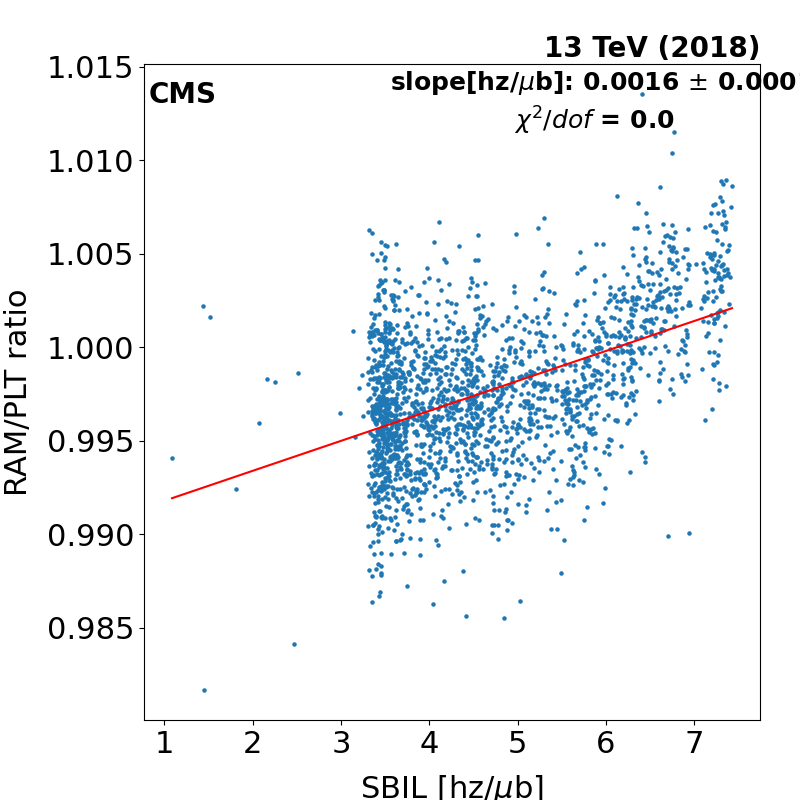 13 TeV (2018)
CMS
slope[hz/μb]: 0.0016 ± 0.000
χ²/dof = 0.0
1.015
1.010
1.005
1.000
0.995
0.990
0.985
RAM/PLT ratio
1 2 3 4 5 6 7
SBIL [hz/μb]